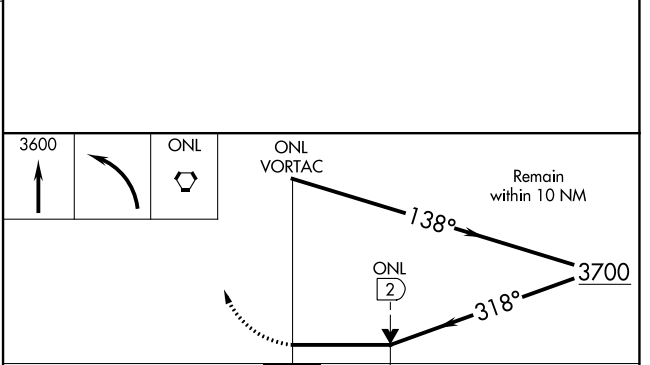 3600
ONL
ONL
VORTAC
Remain
within 10 NM
138°
3700
ONL
2
318°